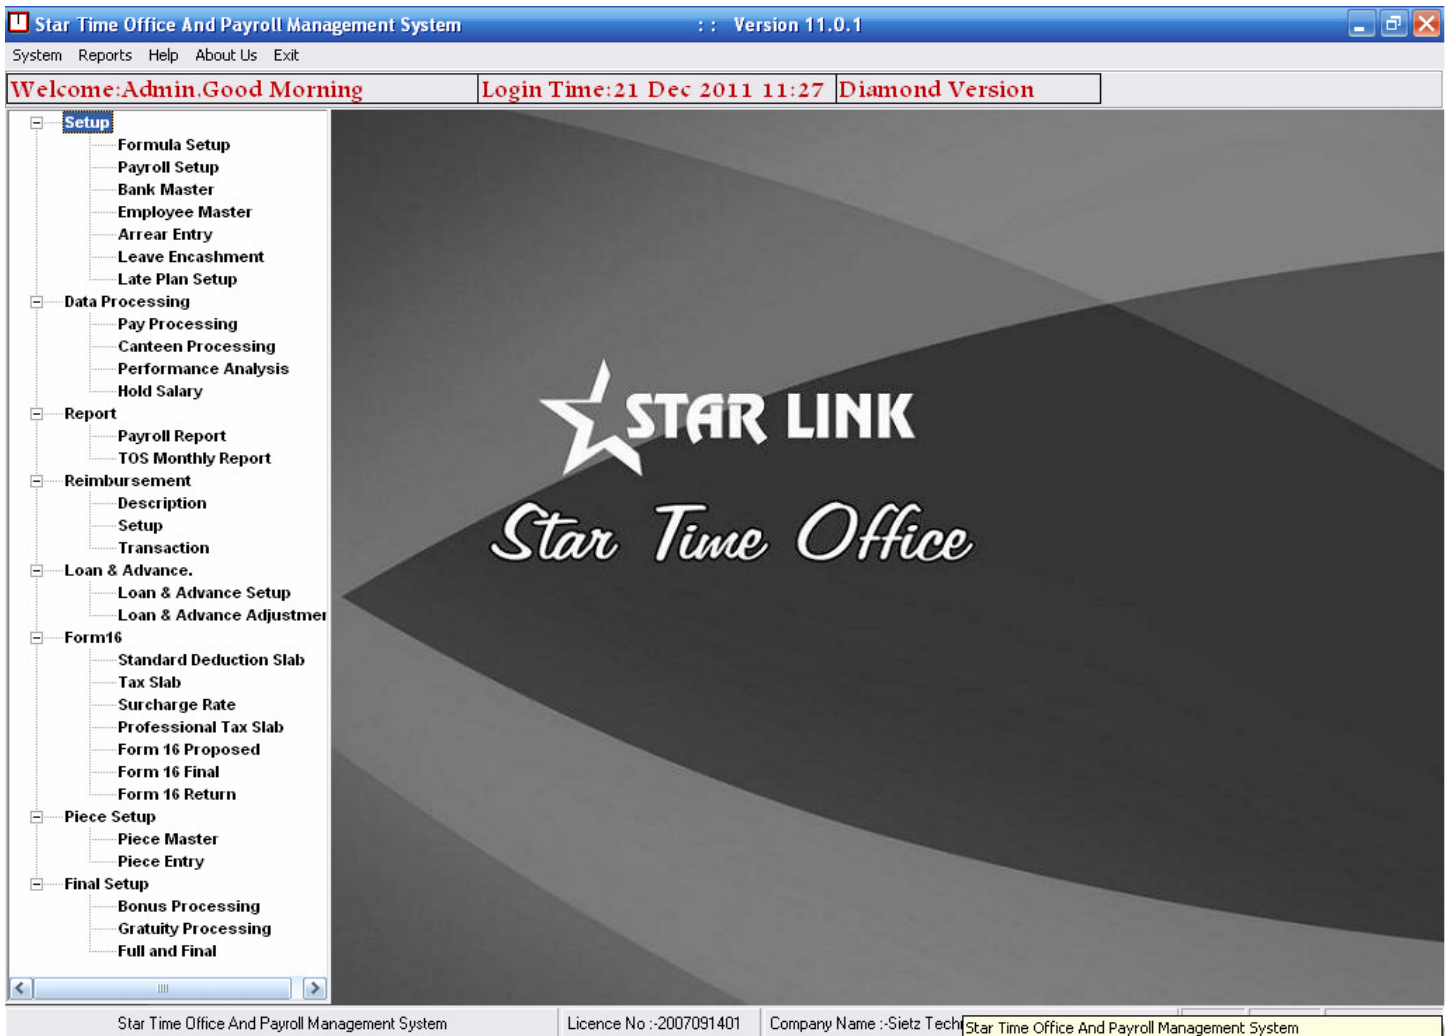 Star Time Office And Payroll Management System :: Version 11.0.1
System Reports Help About Us Exit
Welcome:Admin,Good Morning Login Time:21 Dec 2011 11:27 Diamond Version
Setup
Formula Setup
Payroll Setup
Bank Master
Employee Master
Arrear Entry
Leave Encashment
Late Plan Setup
Data Processing
Pay Processing
Canteen Processing
Performance Analysis
Hold Salary
Report
Payroll Report
TOS Monthly Report
Reimbursement
Description
Setup
Transaction
Loan & Advance.
Loan & Advance Setup
Loan & Advance Adjustmen
Form16
Standard Deduction Slab
Tax Slab
Surcharge Rate
Professional Tax Slab
Form 16 Proposed
Form 16 Final
Form 16 Return
Piece Setup
Piece Master
Piece Entry
Final Setup
Bonus Processing
Gratuity Processing
Full and Final
STAR LINK
Star Time Office
Star Time Office And Payroll Management System Licence No :-2007091401 Company Name :-Sietz Tech
Star Time Office And Payroll Management System